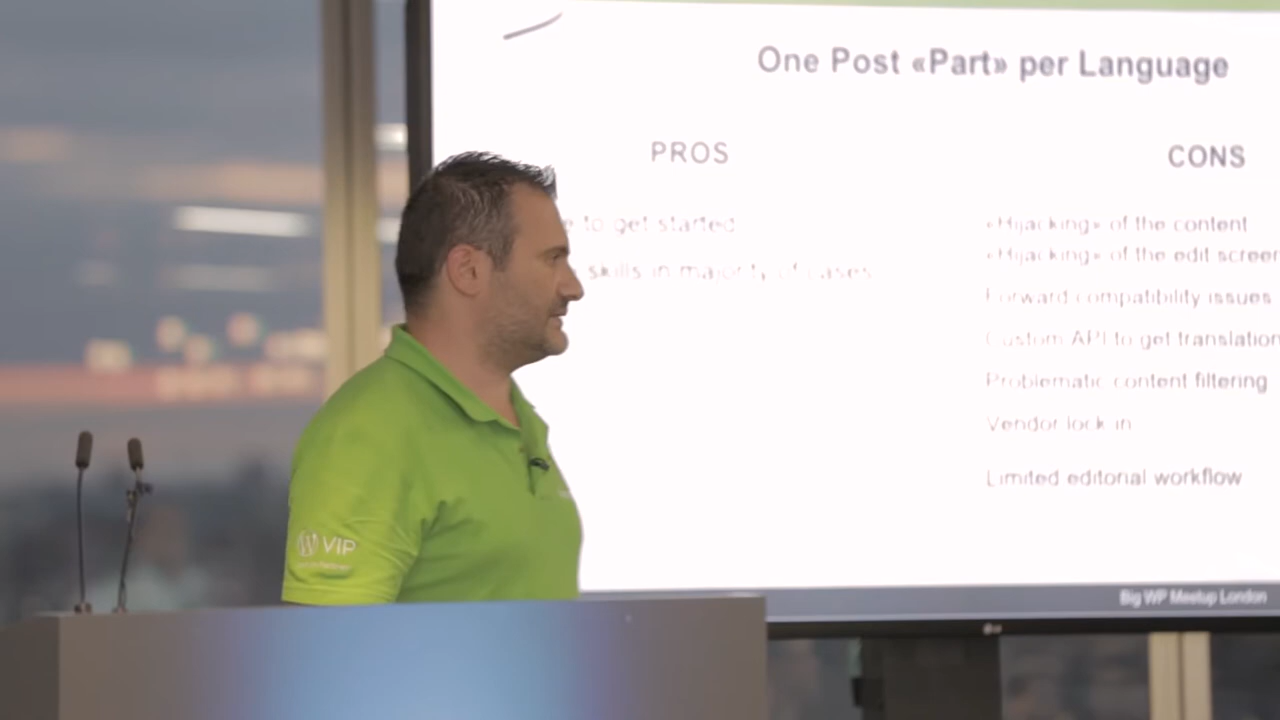 One Post «Part» per Language
PROS
to get started
skills in majority of cases
CONS
«Hijacking» of the content
«Hijacking» of the edit screen
Forward compatibility issues
Custom API to get translation
Problematic content filtering
Vendor lock in
Limited editorial workflow
VIP
Big WP Meetup London
LG